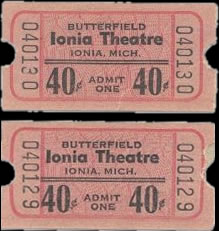 040130
BUTTERFIELD
Ionia Theatre
IONIA, MICH.
40¢ ADMIT ONE 40¢
040130
040129
BUTTERFIELD
Ionia Theatre
IONIA, MICH.
40¢ ADMIT ONE 40¢
040129